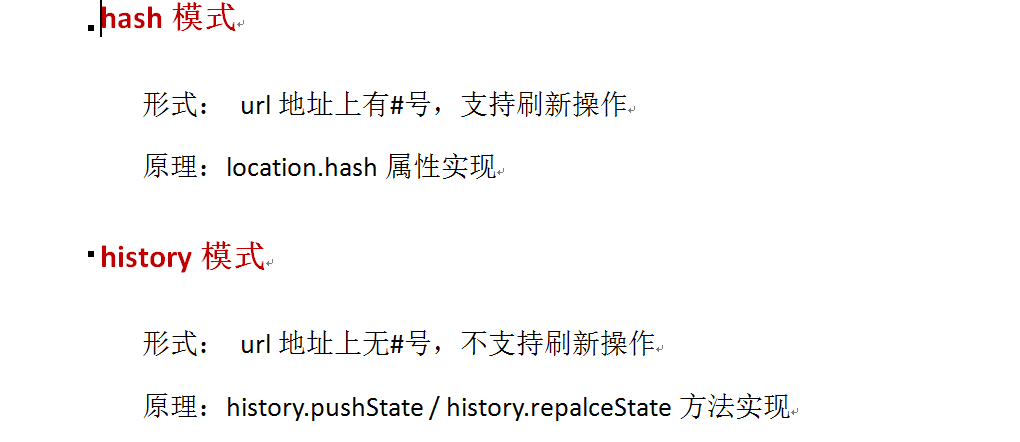 hash 模式
形式： url 地址上有#号，支持刷新操作
原理：location.hash 属性实现
history 模式
形式： url 地址上无#号，不支持刷新操作
原理：history.pushState / history.repalceState 方法实现